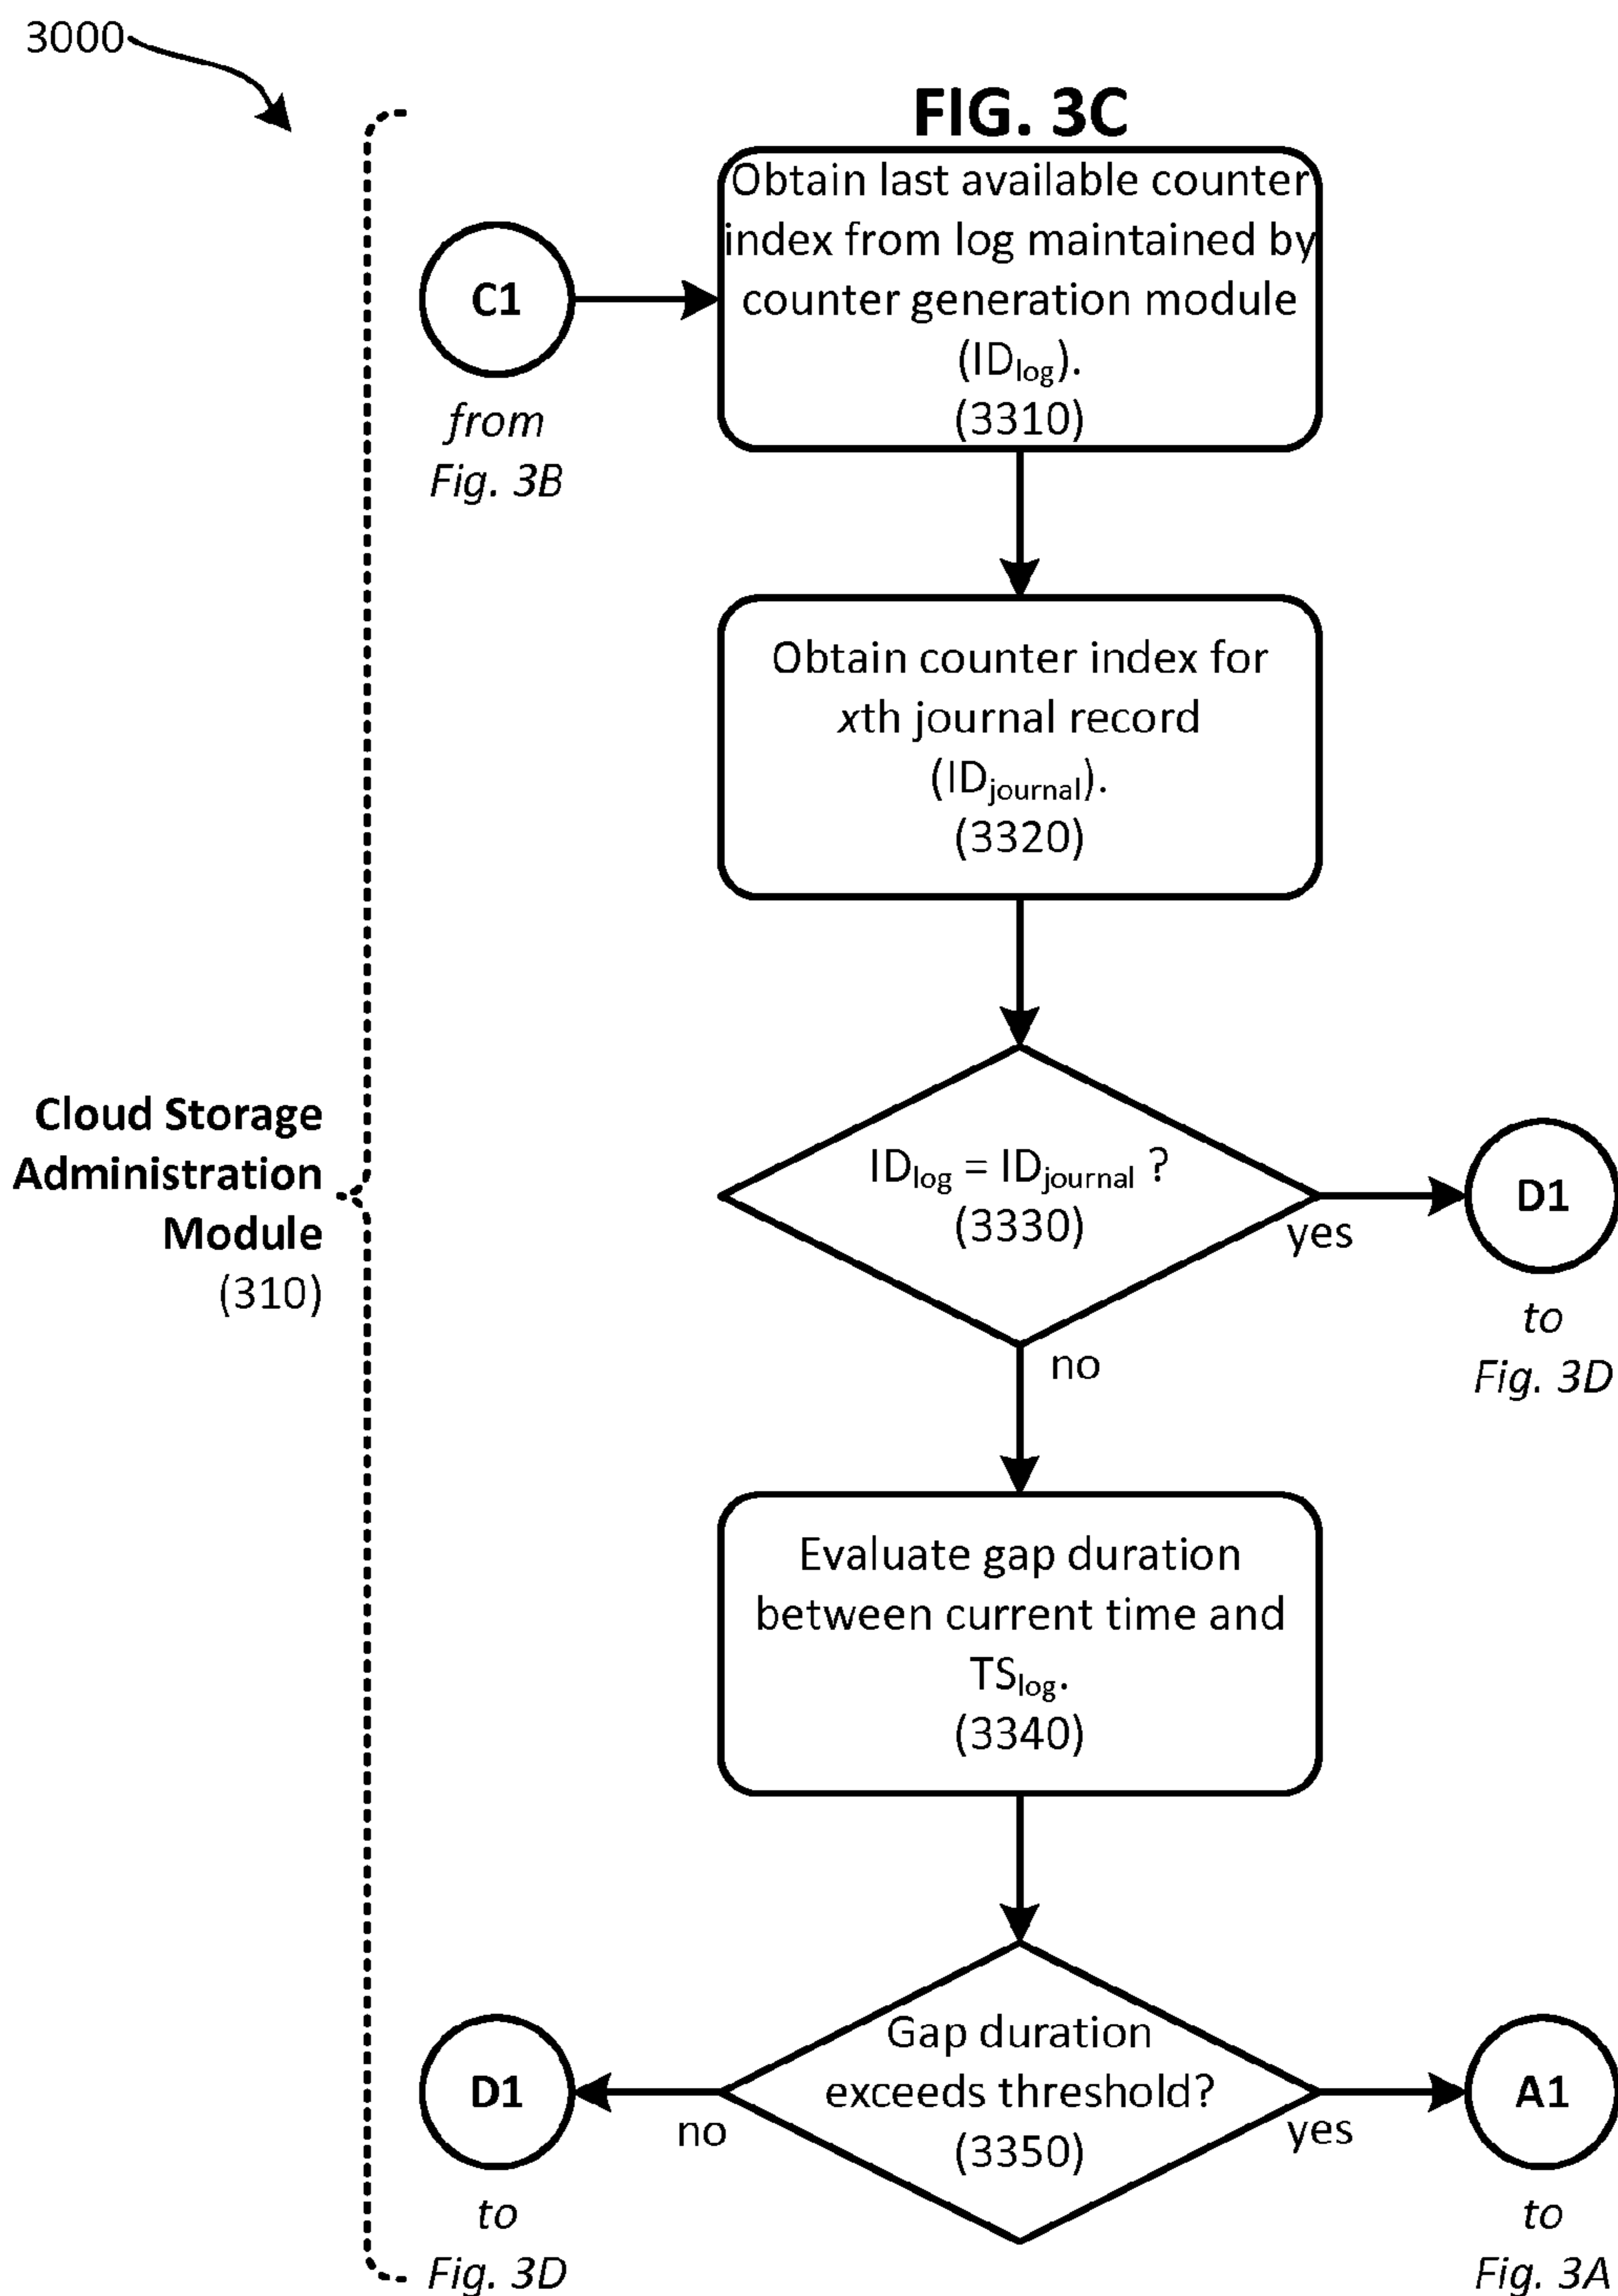 3000
FIG. 3C
Obtain last available counter
index from log maintained by
counter generation module
(IDlog).
(3310)
C1
from
Fig. 3B
Obtain counter index for
xth journal record
(IDjournal).
(3320)
Cloud Storage
Administration
Module
(310)
IDlog = IDjournal ?
(3330)
yes
D1
to
Fig. 3D
no
Evaluate gap duration
between current time and
TSlog.
(3340)
Gap duration
exceeds threshold?
(3350)
no
D1
to
Fig. 3D
yes
A1
to
Fig. 3A